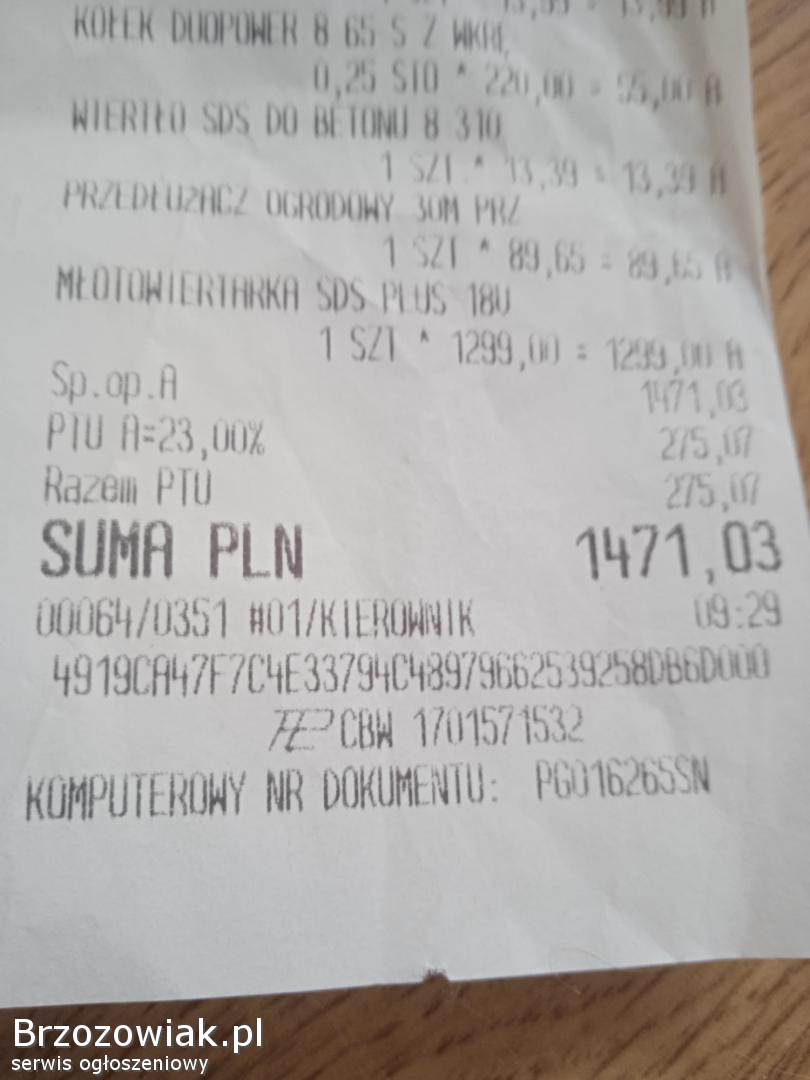 13,99 A
KOŁEK DUOPOWER 8 65 S Z WKRĘ
0,25 STO * 220,00 = 55,00 A
WIERTŁO SDS DO BETONU 8 310
1 SZT * 13,39 = 13,39 A
PRZEDŁUŻACZ OGRODOWY 30M PRZ
1 SZT * 89,65 = 89,65 A
MŁOTOWIERTARKA SDS PLUS 18V
1 SZT * 1299,00 = 1299,00 A
Sp.op.A 1471,03
PTU A=23,00% 275,07
Razem PTU 275,07
SUMA PLN 1471,03
00064/0351 #01/KIEROWNIK 09:29
4919CA47F7C4E33794C48979662539258DB6D000
CBW 1701571532
KOMPUTEROWY NR DOKUMENTU: PG016265SN
Brzozowiak.pl
serwis ogłoszeniowy